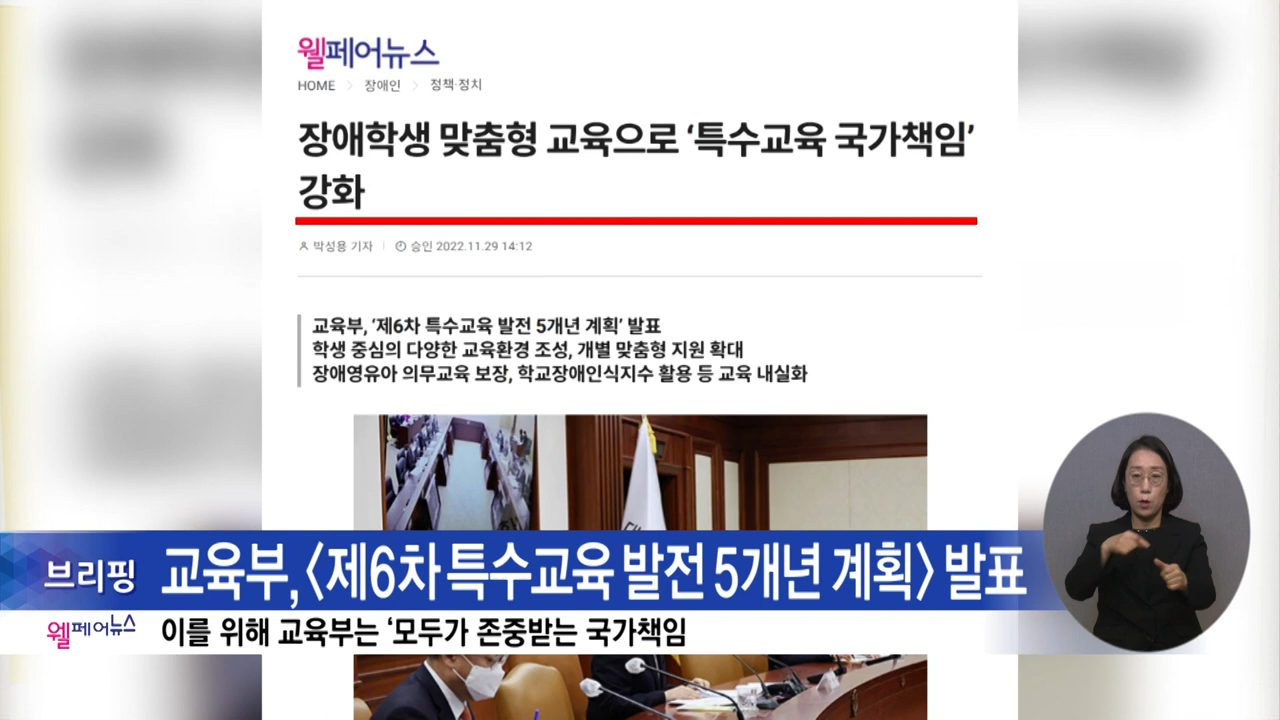 웰페어뉴스
HOME > 장애인 > 정책·정치
장애학생 맞춤형 교육으로 ‘특수교육 국가책임’
강화
박성용 기자 | 승인 2022.11.29 14:12
교육부, ‘제6차 특수교육 발전 5개년 계획’ 발표
학생 중심의 다양한 교육환경 조성, 개별 맞춤형 지원 확대
장애영유아 의무교육 보장, 학교장애인식지수 활용 등 교육 내실화
브리핑 교육부, <제6차 특수교육 발전 5개년 계획> 발표
웰페어뉴스 이를 위해 교육부는 ‘모두가 존중받는 국가책임